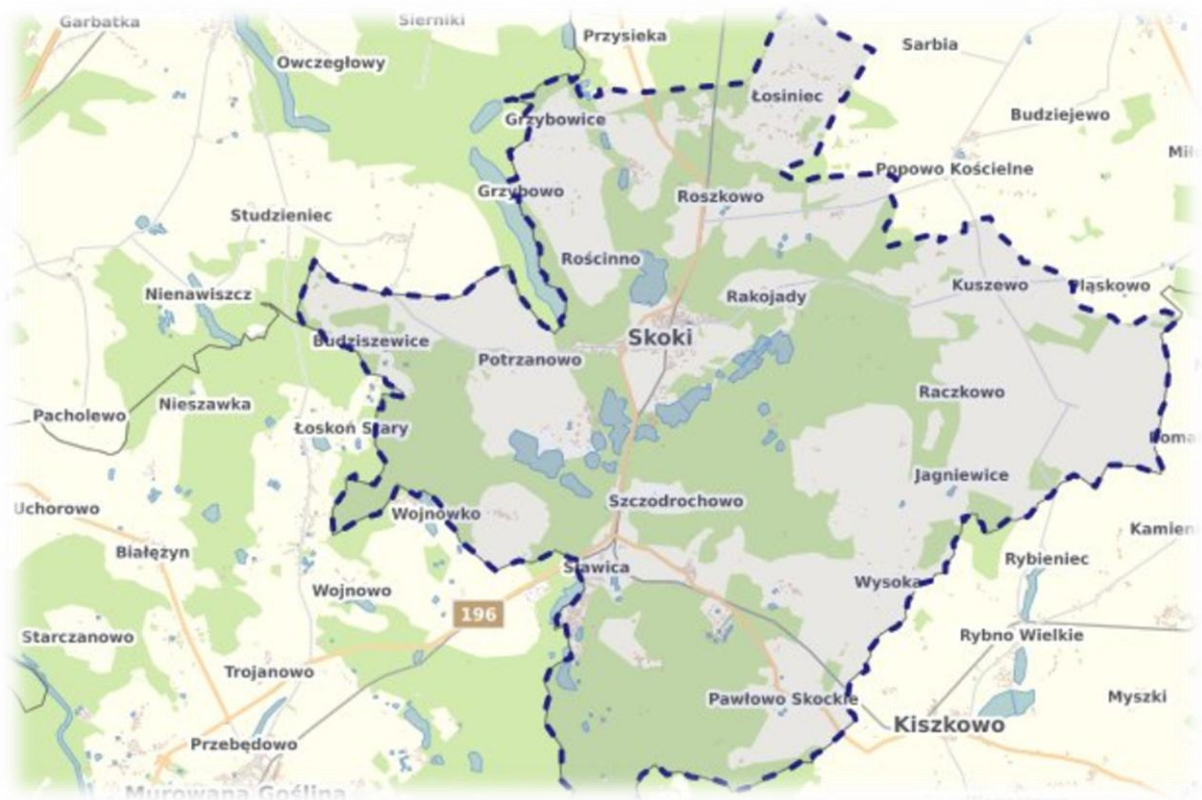 Garbatka
Sierniki
Przysieka
Sarbia
Owczegłowy
Łosiniec
Budziejewo
Grzybowice
Popowo Kościelne
Grzybowo
Roszkowo
Studzieniec
Rościnno
Kuszewo
Pląskowo
Nienawiszcz
Rakojady
Skoki
Budziszewice
Potrzanowo
Raczkowo
Nieszawka
Pacholewo
Łoskoń Stary
Jagniewice
Szczodrochowo
Uchorowo
Wojnówko
Kamien
Białężyn
Rybieniec
Sławica
Wysoka
Wojnowo
196
Starczanowo
Rybno Wielkie
Trojanowo
Myszki
Pawłowo Skockie
Kiszkowo
Przebędowo
Murowana Goślina